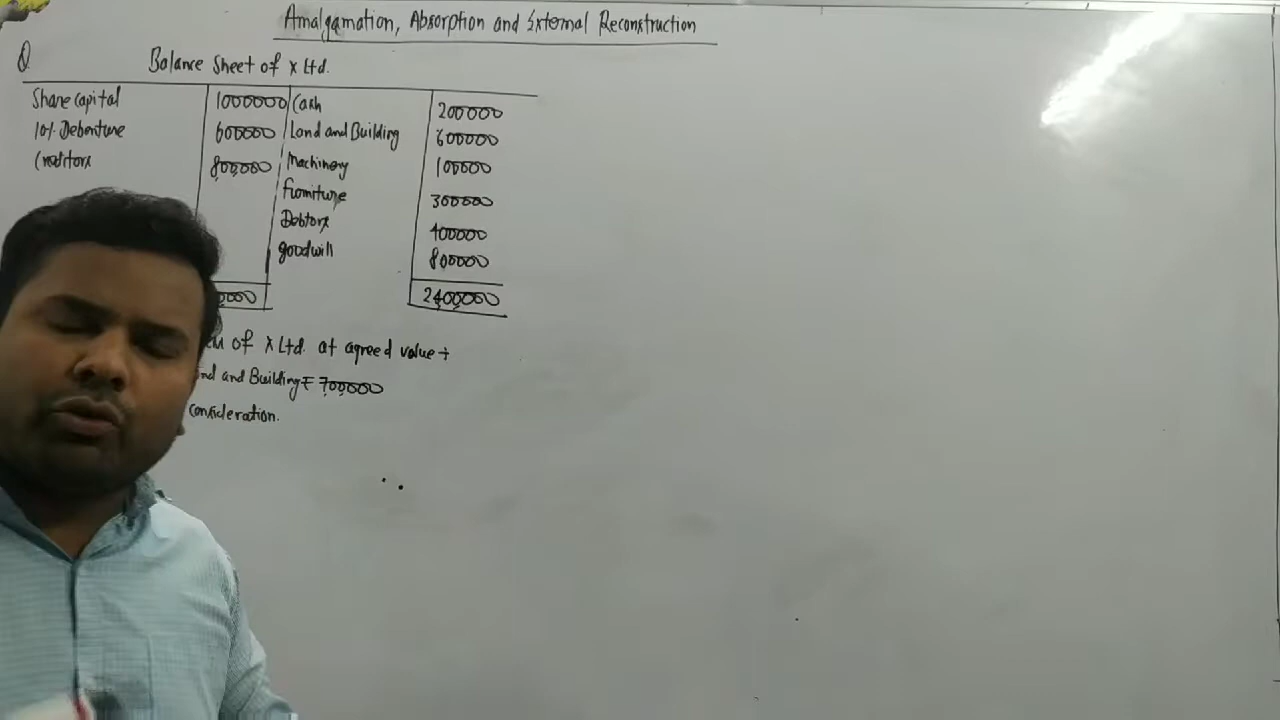 Amalgamation, Absorption and External Reconstruction
Q Balance Sheet of X Ltd.
Share capital 1000000 Cash 200000
10% Debenture 600000 Land and Building 600000
Creditors 800000 Machinery 100000
Furniture 300000
Debtors 400000
Goodwill 800000
2400000
of X Ltd. at agreed value÷
and Building ₹ 700000
consideration.